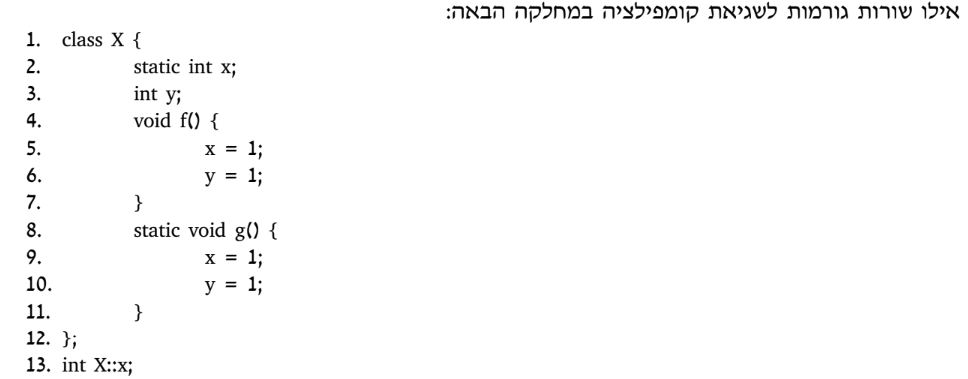 אילו שורות גורמות לשגיאת קומפילציה במחלקה הבאה:
1. class X {
2. static int x;
3. int y;
4. void f() {
5. x = 1;
6. y = 1;
7. }
8. static void g() {
9. x = 1;
10. y = 1;
11. }
12. };
13. int X::x;